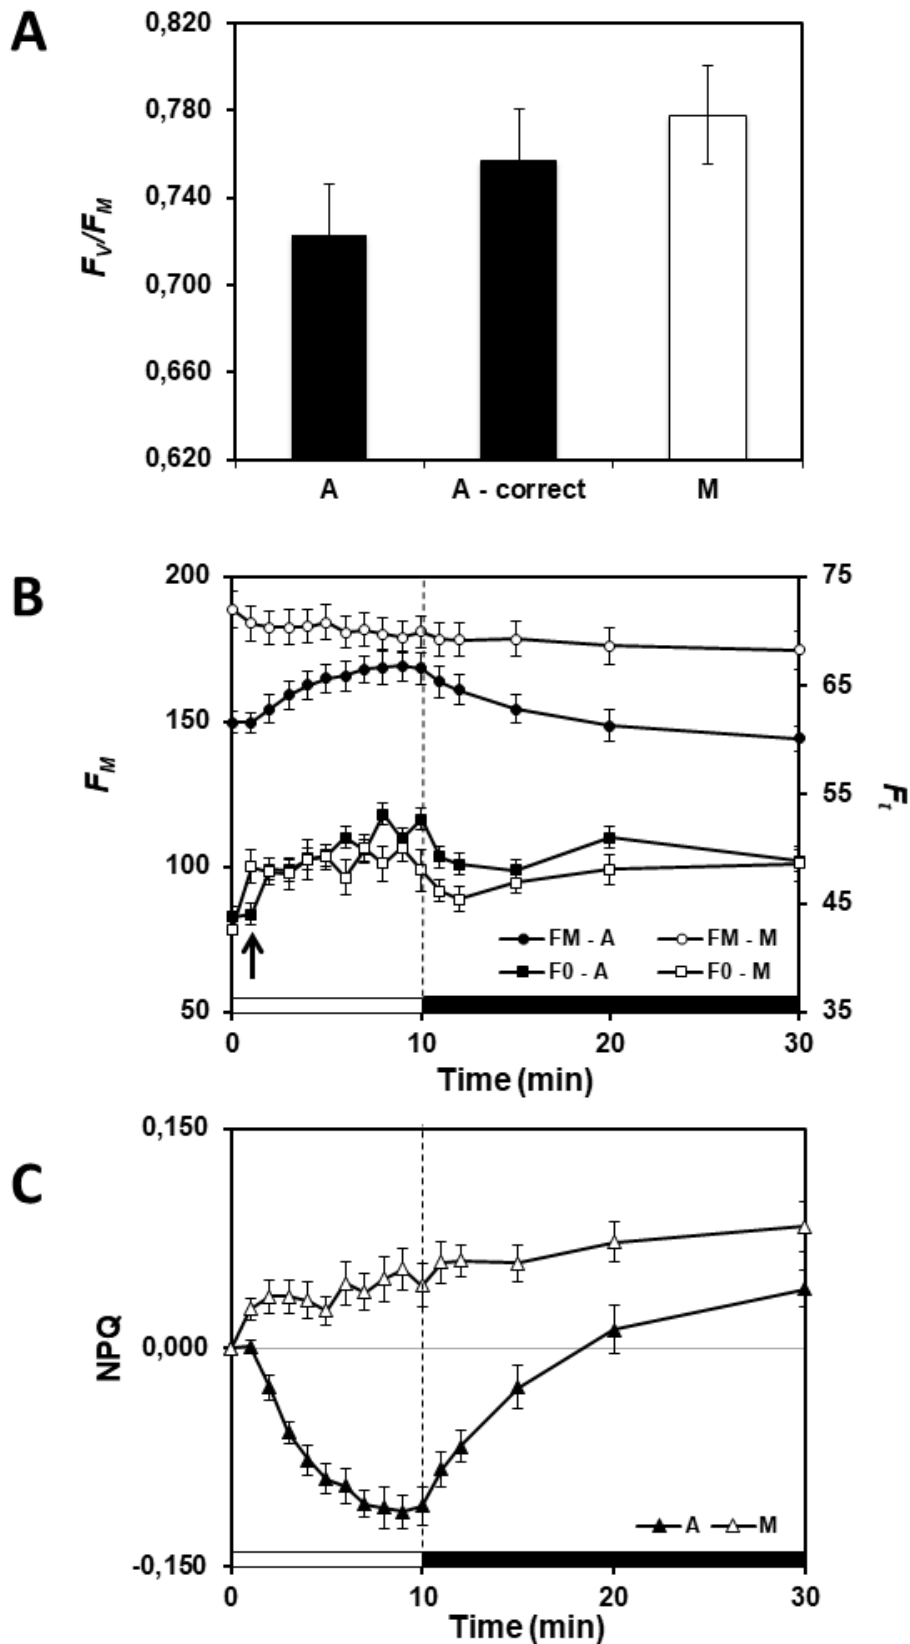 A
0,820
0,780
0,740
0,700
0,660
0,620
FV/FM
A
A - correct
M
B
200
150
100
50
FM
75
65
55
45
35
Ft
FM - A
FM - M
F0 - A
F0 - M
0
10
20
30
Time (min)
C
0,150
0,000
-0,150
NPQ
A
M
0
10
20
30
Time (min)